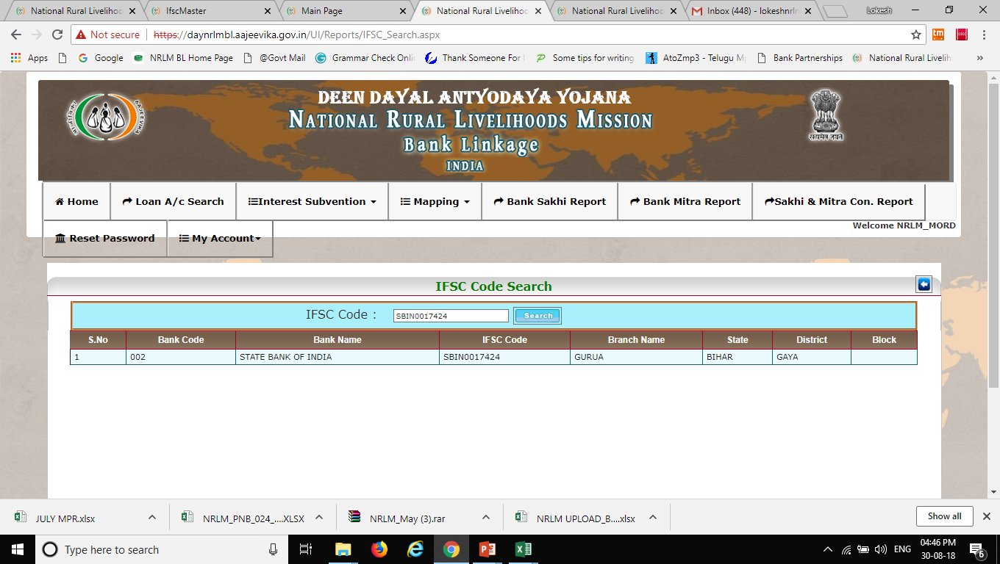 National Rural Livelihoo
IfscMaster
Main Page
National Rural Livelihoo
National Rural Livelihoo
Inbox (448) - lokeshnrlm
Lokesh
Not secure
https://daynrlmbl.aajeevika.gov.in/UI/Reports/IFSC_Search.aspx
Apps
Google
NRLM BL Home Page
@Govt Mail
Grammar Check Onli
Thank Someone For
Some tips for writing
AtoZmp3 - Telugu M
Bank Partnerships
National Rural Livelih
DEEN DAYAL ANTYODAYA YOJANA
NATIONAL RURAL LIVELIHOODS MISSION
Bank Linkage
INDIA
AAJEEVIKA
सत्यमेव जयते
Home
Loan A/c Search
Interest Subvention
Mapping
Bank Sakhi Report
Bank Mitra Report
Sakhi & Mitra Con. Report
Welcome NRLM_MORD
Reset Password
My Account
IFSC Code Search
IFSC Code :
SBIN0017424
Search
S.No Bank Code Bank Name IFSC Code Branch Name State District Block
1 002 STATE BANK OF INDIA SBIN0017424 GURUA BIHAR GAYA
JULY MPR.xlsx
NRLM_PNB_024_....XLSX
NRLM_May (3).rar
NRLM UPLOAD_B....xlsx
Show all
Type here to search
ENG
04:46 PM
30-08-18
6